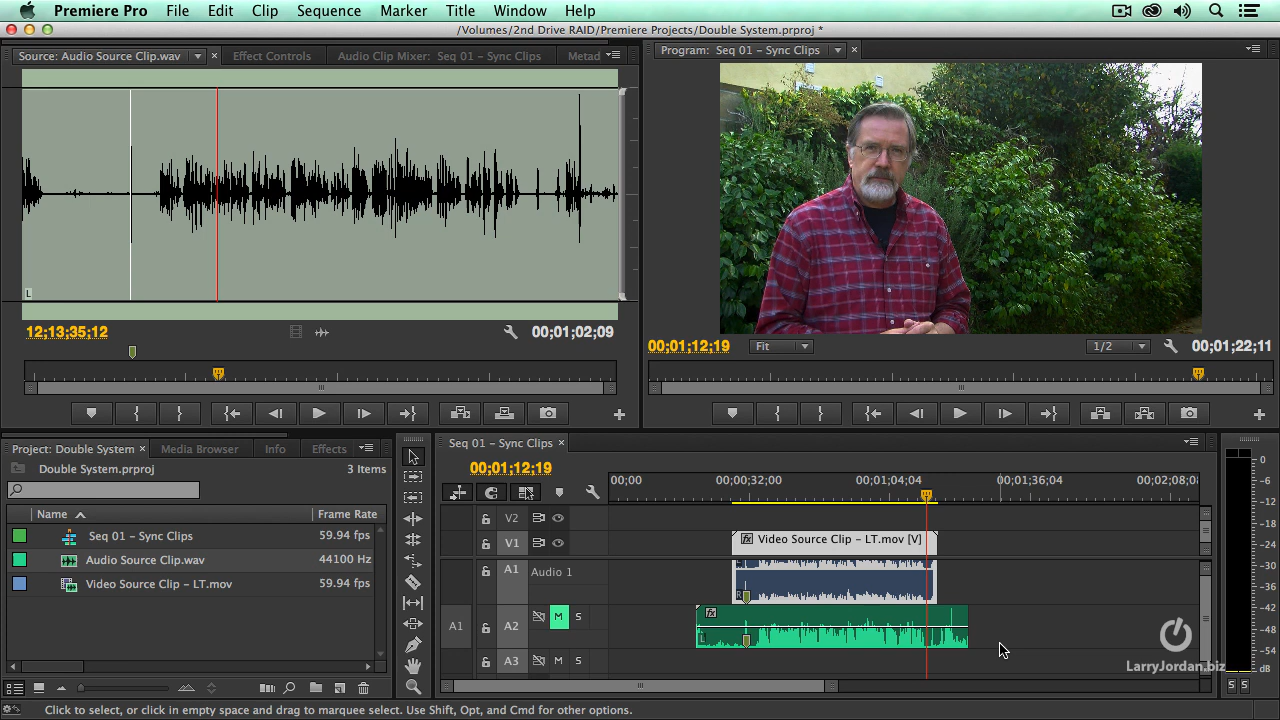 Premiere Pro File Edit Clip Sequence Marker Title Window Help
/Volumes/2nd Drive RAID/Premiere Projects/Double System.prproj *
Source: Audio Source Clip.wav Effect Controls Audio Clip Mixer: Seq 01 – Sync Clips Metad
Program: Seq 01 – Sync Clips
L
12;13;35;12 00;01;02;09
00;01;12;19 Fit 1/2 00;01;22;11
Project: Double System Media Browser Info Effects
Double System.prproj 3 Items
Name Frame Rate
Seq 01 – Sync Clips 59.94 fps
Audio Source Clip.wav 44100 Hz
Video Source Clip – LT.mov 59.94 fps
Seq 01 – Sync Clips
00;01;12;19
00;00 00;00;32;00 00;01;04;04 00;01;36;04 00;02;08;0
V2
V1 Video Source Clip – LT.mov [V]
A1 Audio 1
R
A1 A2 M S
L
A3 M S
0
-6
-12
-18
-24
-30
-36
-42
-48
-54
dB
S S
LarryJordan.biz
Click to select, or click in empty space and drag to marquee select. Use Shift, Opt, and Cmd for other options.